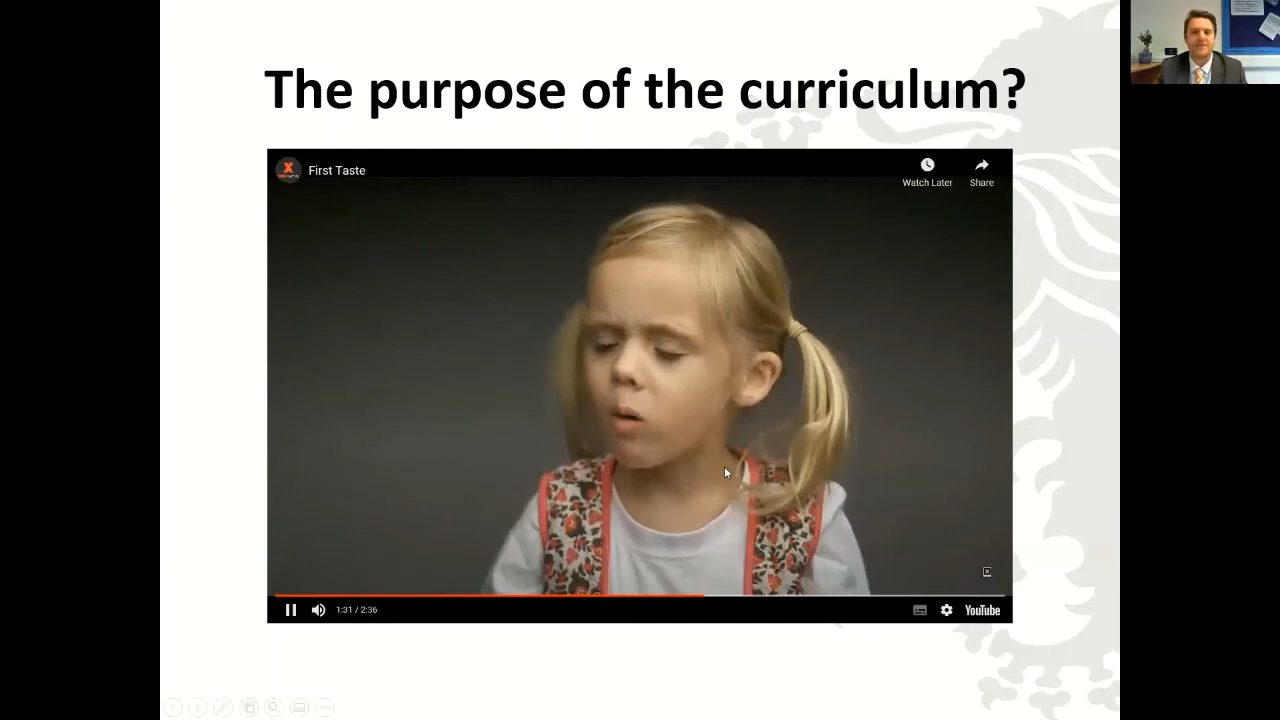 The purpose of the curriculum?
First Taste
Watch Later
Share
1:31 / 2:36
YouTube